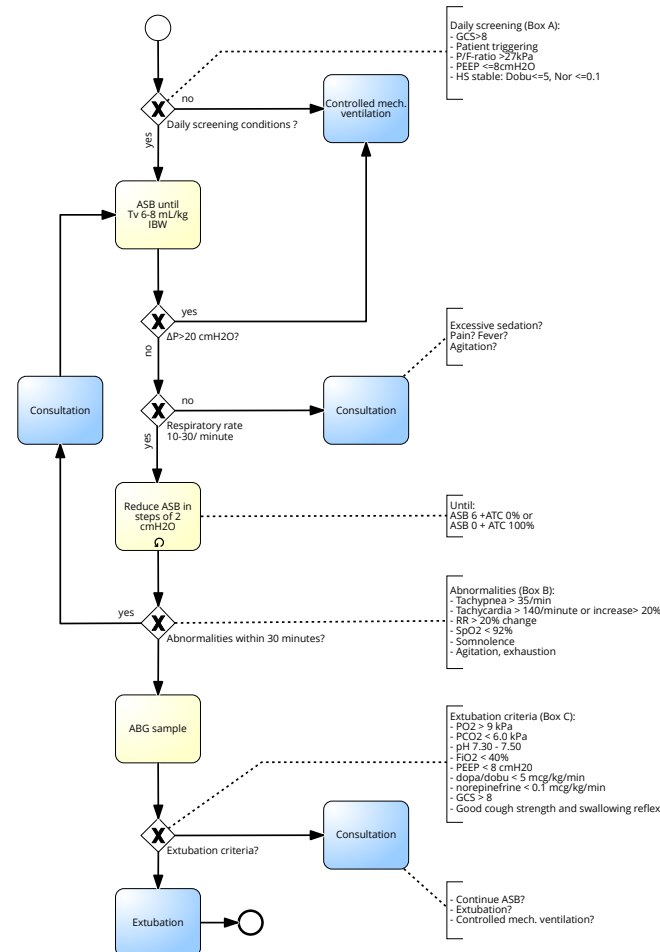 Daily screening (Box A):
- GCS>8
- Patient triggering
- P/F-ratio >27kPa
- PEEP <=8cmH2O
- HS stable: Dobu<=5, Nor <=0.1
no
Controlled mech.
ventilation
Daily screening conditions ?
yes
ASB until
Tv 6-8 mL/kg
IBW
yes
ΔP>20 cmH2O?
no
Excessive sedation?
Pain? Fever?
Agitation?
Consultation
no
Consultation
Respiratory rate
10-30/ minute
yes
Reduce ASB in
steps of 2
cmH2O
Until:
ASB 6 +ATC 0% or
ASB 0 + ATC 100%
yes
Abnormalities within 30 minutes?
Abnormalities (Box B):
- Tachypnea > 35/min
- Tachycardia > 140/minute or increase> 20%
- RR > 20% change
- SpO2 < 92%
- Somnolence
- Agitation, exhaustion
ABG sample
Extubation criteria (Box C):
- PO2 > 9 kPa
- PCO2 < 6.0 kPa
- pH 7.30 - 7.50
- FiO2 < 40%
- PEEP < 8 cmH20
- dopa/dobu < 5 mcg/kg/min
- norepinefrine < 0.1 mcg/kg/min
- GCS > 8
- Good cough strength and swallowing reflex
Consultation
Extubation criteria?
Extubation
- Continue ASB?
- Extubation?
- Controlled mech. ventilation?